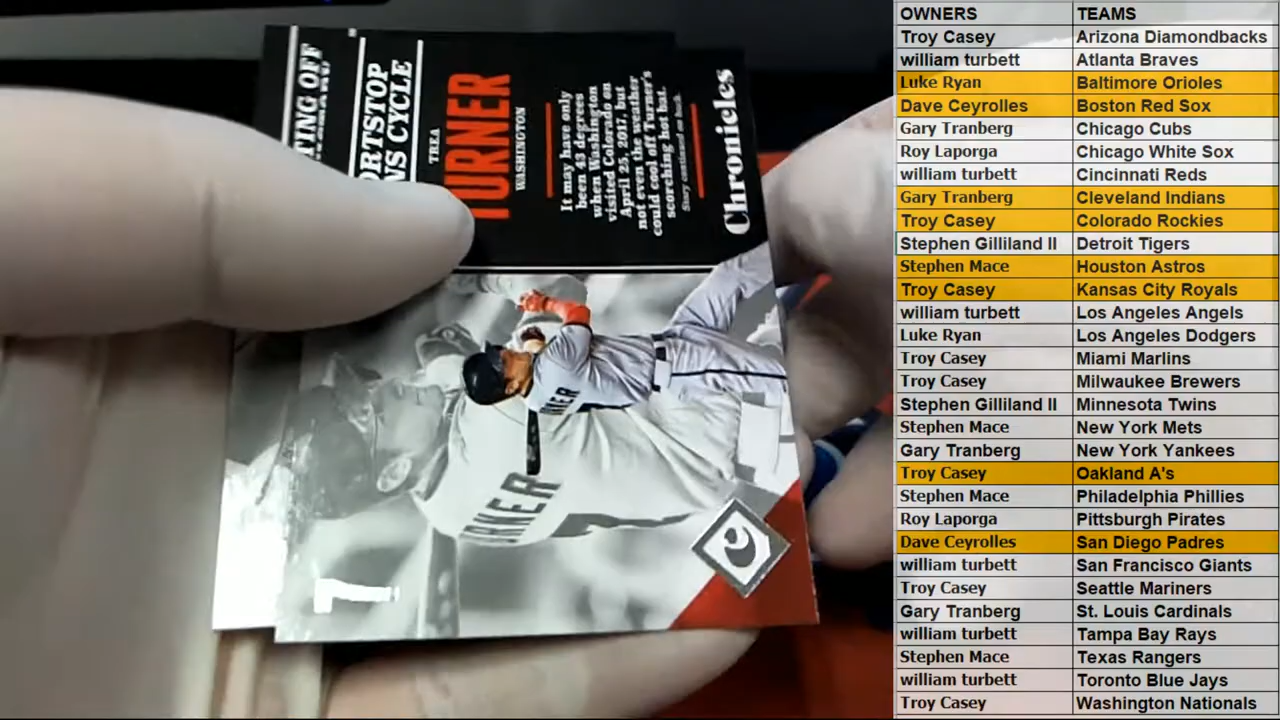 TING OFF
ORTSTOP
NS CYCLE
TREA
TURNER
WASHINGTON
It may have only
been 43 degrees
when Washington
visited Colorado on
April 25, 2017, but
not even the weather
could cool off Turner's
scorching hot bat.
Story continued on back
Chronicles
7
OWNERS TEAMS
Troy Casey Arizona Diamondbacks
william turbett Atlanta Braves
Luke Ryan Baltimore Orioles
Dave Ceyrolles Boston Red Sox
Gary Tranberg Chicago Cubs
Roy Laporga Chicago White Sox
william turbett Cincinnati Reds
Gary Tranberg Cleveland Indians
Troy Casey Colorado Rockies
Stephen Gilliland II Detroit Tigers
Stephen Mace Houston Astros
Troy Casey Kansas City Royals
william turbett Los Angeles Angels
Luke Ryan Los Angeles Dodgers
Troy Casey Miami Marlins
Troy Casey Milwaukee Brewers
Stephen Gilliland II Minnesota Twins
Stephen Mace New York Mets
Gary Tranberg New York Yankees
Troy Casey Oakland A's
Stephen Mace Philadelphia Phillies
Roy Laporga Pittsburgh Pirates
Dave Ceyrolles San Diego Padres
william turbett San Francisco Giants
Troy Casey Seattle Mariners
Gary Tranberg St. Louis Cardinals
william turbett Tampa Bay Rays
Stephen Mace Texas Rangers
william turbett Toronto Blue Jays
Troy Casey Washington Nationals